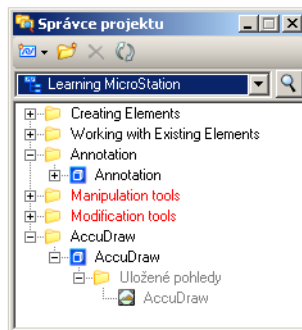 Správce projektu
Learning MicroStation
Creating Elements
Working with Existing Elements
Annotation
Annotation
Manipulation tools
Modification tools
AccuDraw
AccuDraw
Uložené pohledy
AccuDraw